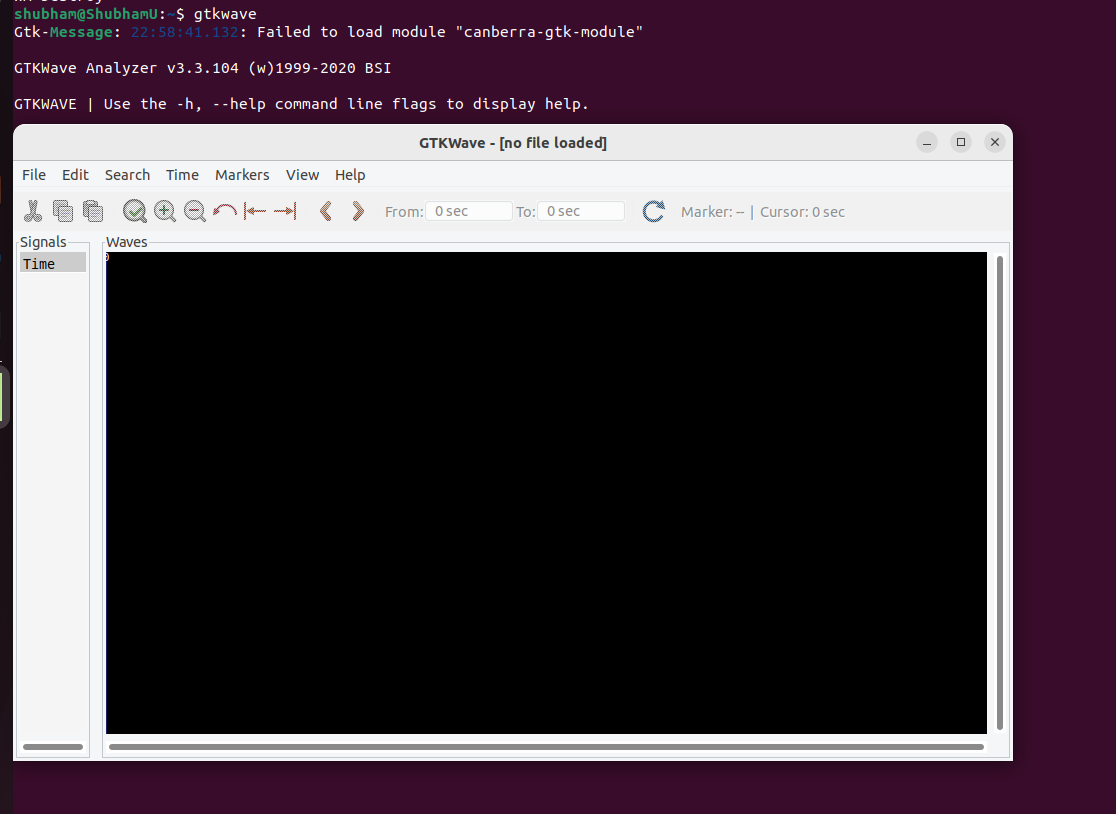 shubham@ShubhamU:~$ gtkwave
Gtk-Message: 22:58:41.132: Failed to load module "canberra-gtk-module"
GTKWave Analyzer v3.3.104 (w)1999-2020 BSI
GTKWAVE | Use the -h, --help command line flags to display help.
GTKWave - [no file loaded]
File Edit Search Time Markers View Help
From: 0 sec To: 0 sec Marker: -- | Cursor: 0 sec
Signals Waves
Time
0